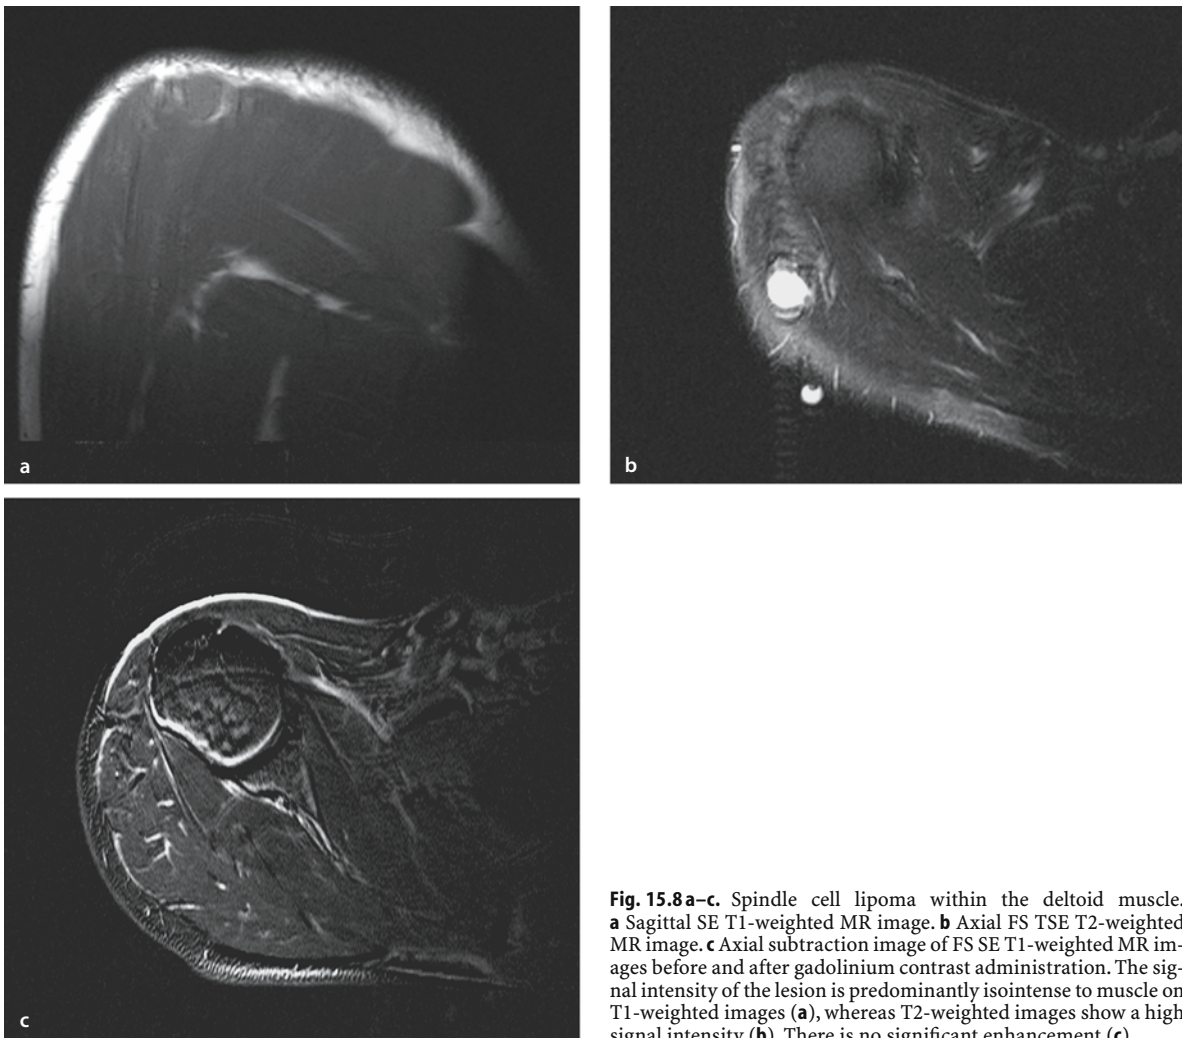 a
b
c
Fig. 15.8 a–c. Spindle cell lipoma within the deltoid muscle.
a Sagittal SE T1-weighted MR image. b Axial FS TSE T2-weighted
MR image. c Axial subtraction image of FS SE T1-weighted MR im-
ages before and after gadolinium contrast administration. The sig-
nal intensity of the lesion is predominantly isointense to muscle on
T1-weighted images (a), whereas T2-weighted images show a high
signal intensity (b). There is no significant enhancement (c)